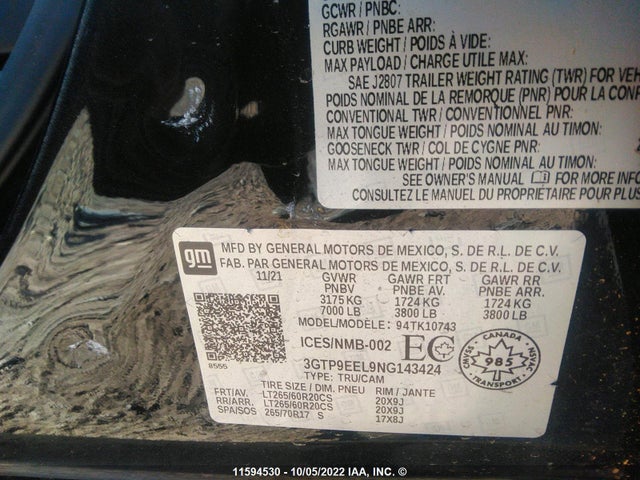 GCWR / PNBC:
RGAWR / PNBE ARR:
CURB WEIGHT / POIDS À VIDE:
MAX PAYLOAD / CHARGE UTILE MAX:
SAE J2807 TRAILER WEIGHT RATING (TWR) FOR VEH
POIDS NOMINAL DE LA REMORQUE (PNR) POUR LA CONF
CONVENTIONAL TWR / CONVENTIONNEL PNR:
MAX TONGUE WEIGHT / POIDS NOMINAL AU TIMON:
GOOSENECK TWR / COL DE CYGNE PNR:
MAX TONGUE WEIGHT / POIDS NOMINAL AU TIMON:
SEE OWNER'S MANUAL FOR MORE INFO
CONSULTEZ LE MANUEL DU PROPRIÉTAIRE POUR PLUS
gm
MFD BY GENERAL MOTORS DE MEXICO, S. DE R.L. DE C.V.
FAB. PAR GENERAL MOTORS DE MEXICO, S. DE R.L. DE C.V.
11/21 GVWR GAWR FRT GAWR RR
PNBV PNBE AV. PNBE ARR.
3175 KG 1724 KG 1724 KG
7000 LB 3800 LB 3800 LB
MODEL/MODÈLE: 94TK10743
ICES/NMB-002 EC
CANADA
CMVSS 985 NSVAC
TRANSPORT
8555
3GTP9EEL9NG143424
TYPE: TRU/CAM
TIRE SIZE / DIM. PNEU RIM / JANTE
FRT/AV. LT265/60R20CS 20X9J
RR/ARR. LT265/60R20CS 20X9J
SPA/SOS 265/70R17 S 17X8J
11594530 - 10/05/2022 IAA, INC. ©